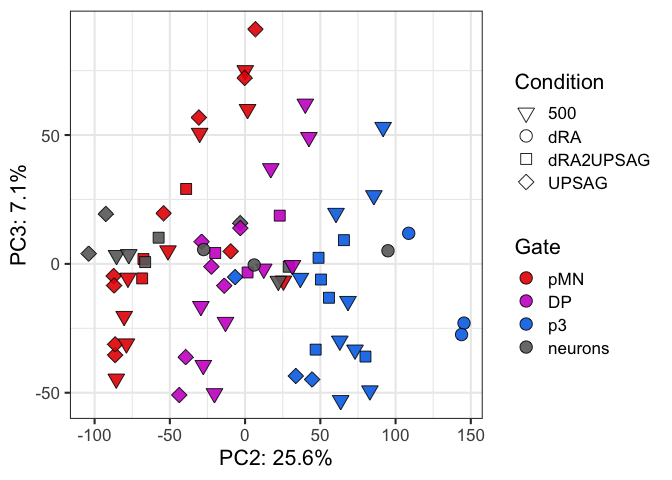 50
0
-50
-100
-50
0
50
100
150
PC2: 25.6%
PC3: 7.1%
Condition
500
dRA
dRA2UPSAG
UPSAG
Gate
pMN
DP
p3
neurons